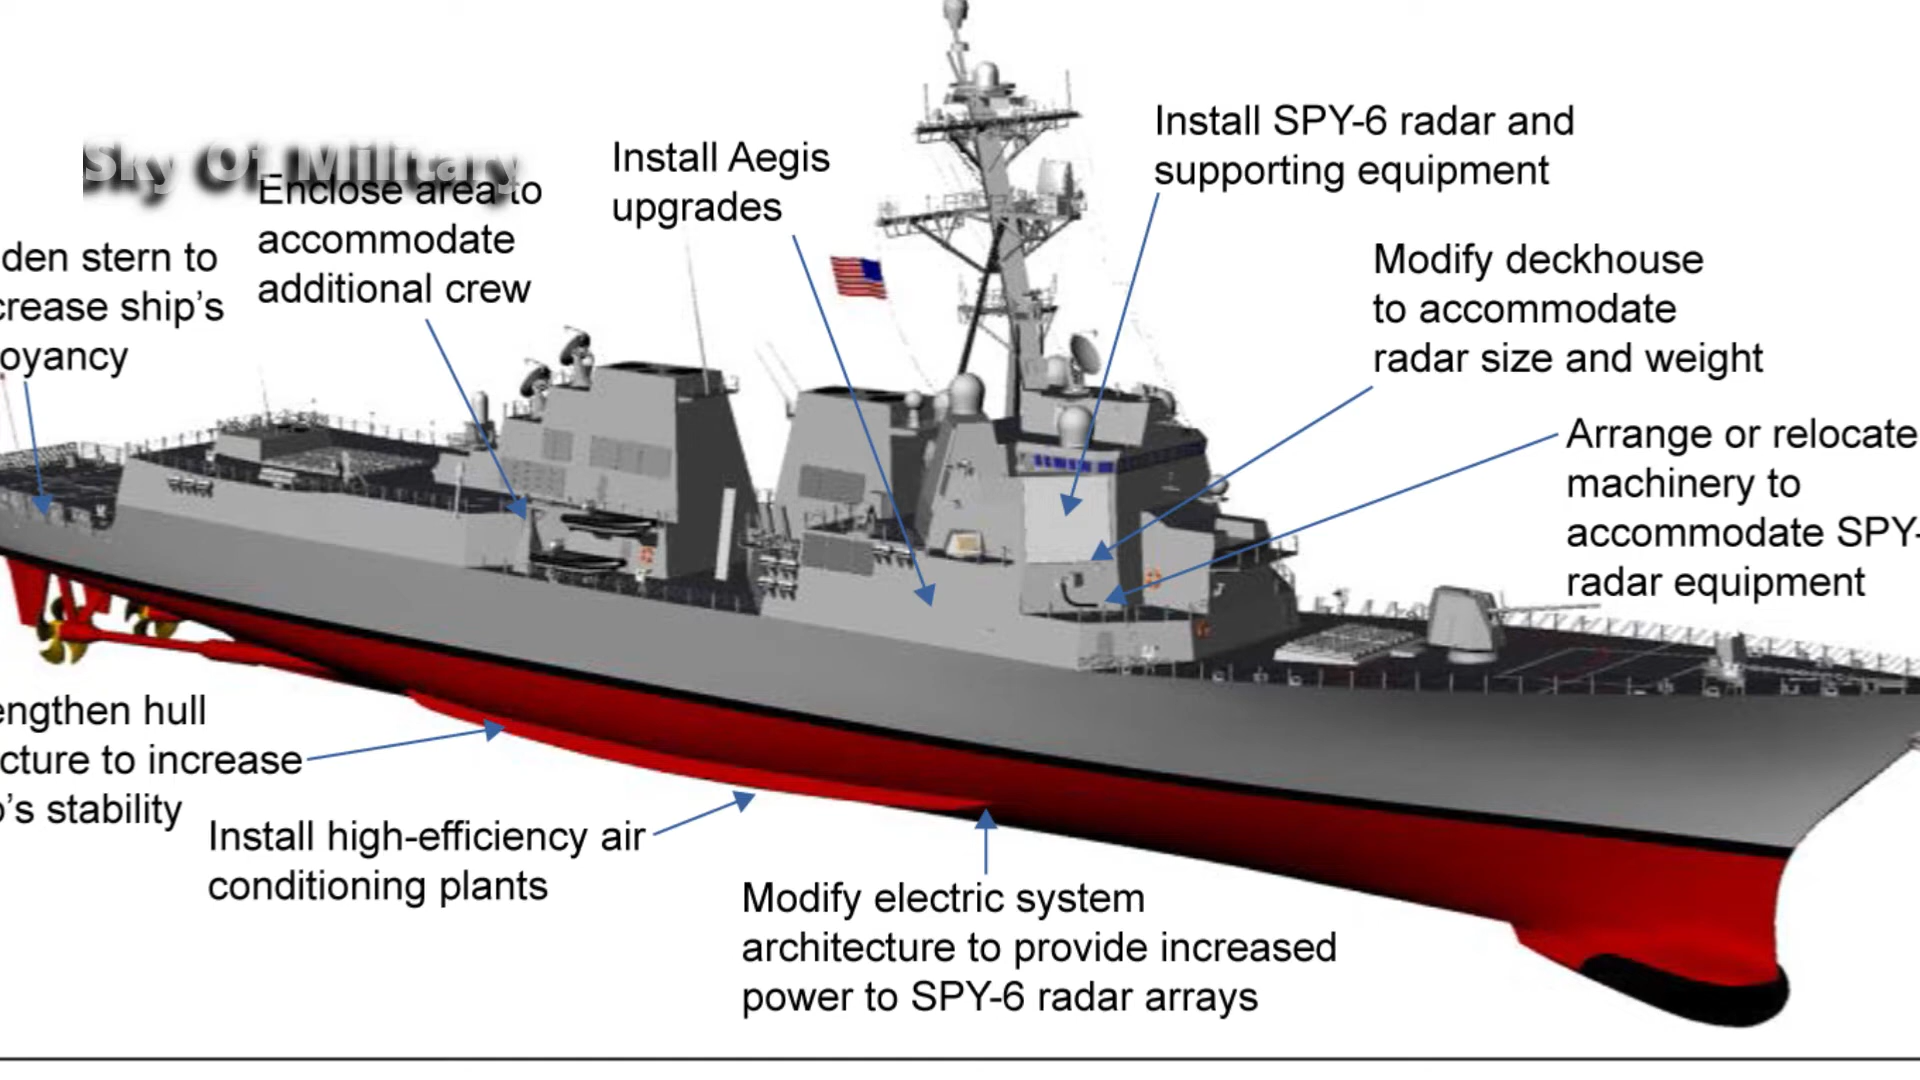 Sky Of Military
Enclose area to
accommodate
additional crew
Install Aegis
upgrades
Install SPY-6 radar and
supporting equipment
Modify deckhouse
to accommodate
radar size and weight
Arrange or relocate
machinery to
accommodate SPY-
radar equipment
den stern to
crease ship's
oyancy
engthen hull
cture to increase
o's stability
Install high-efficiency air
conditioning plants
Modify electric system
architecture to provide increased
power to SPY-6 radar arrays